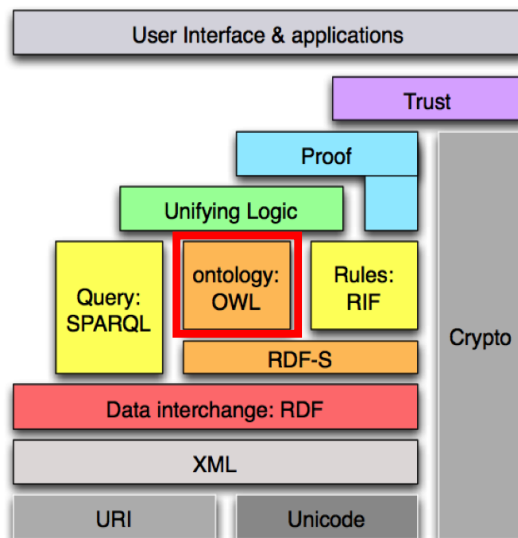 User Interface & applications
Trust
Proof
Unifying Logic
Query:
SPARQL
ontology:
OWL
Rules:
RIF
Crypto
RDF-S
Data interchange: RDF
XML
URI
Unicode